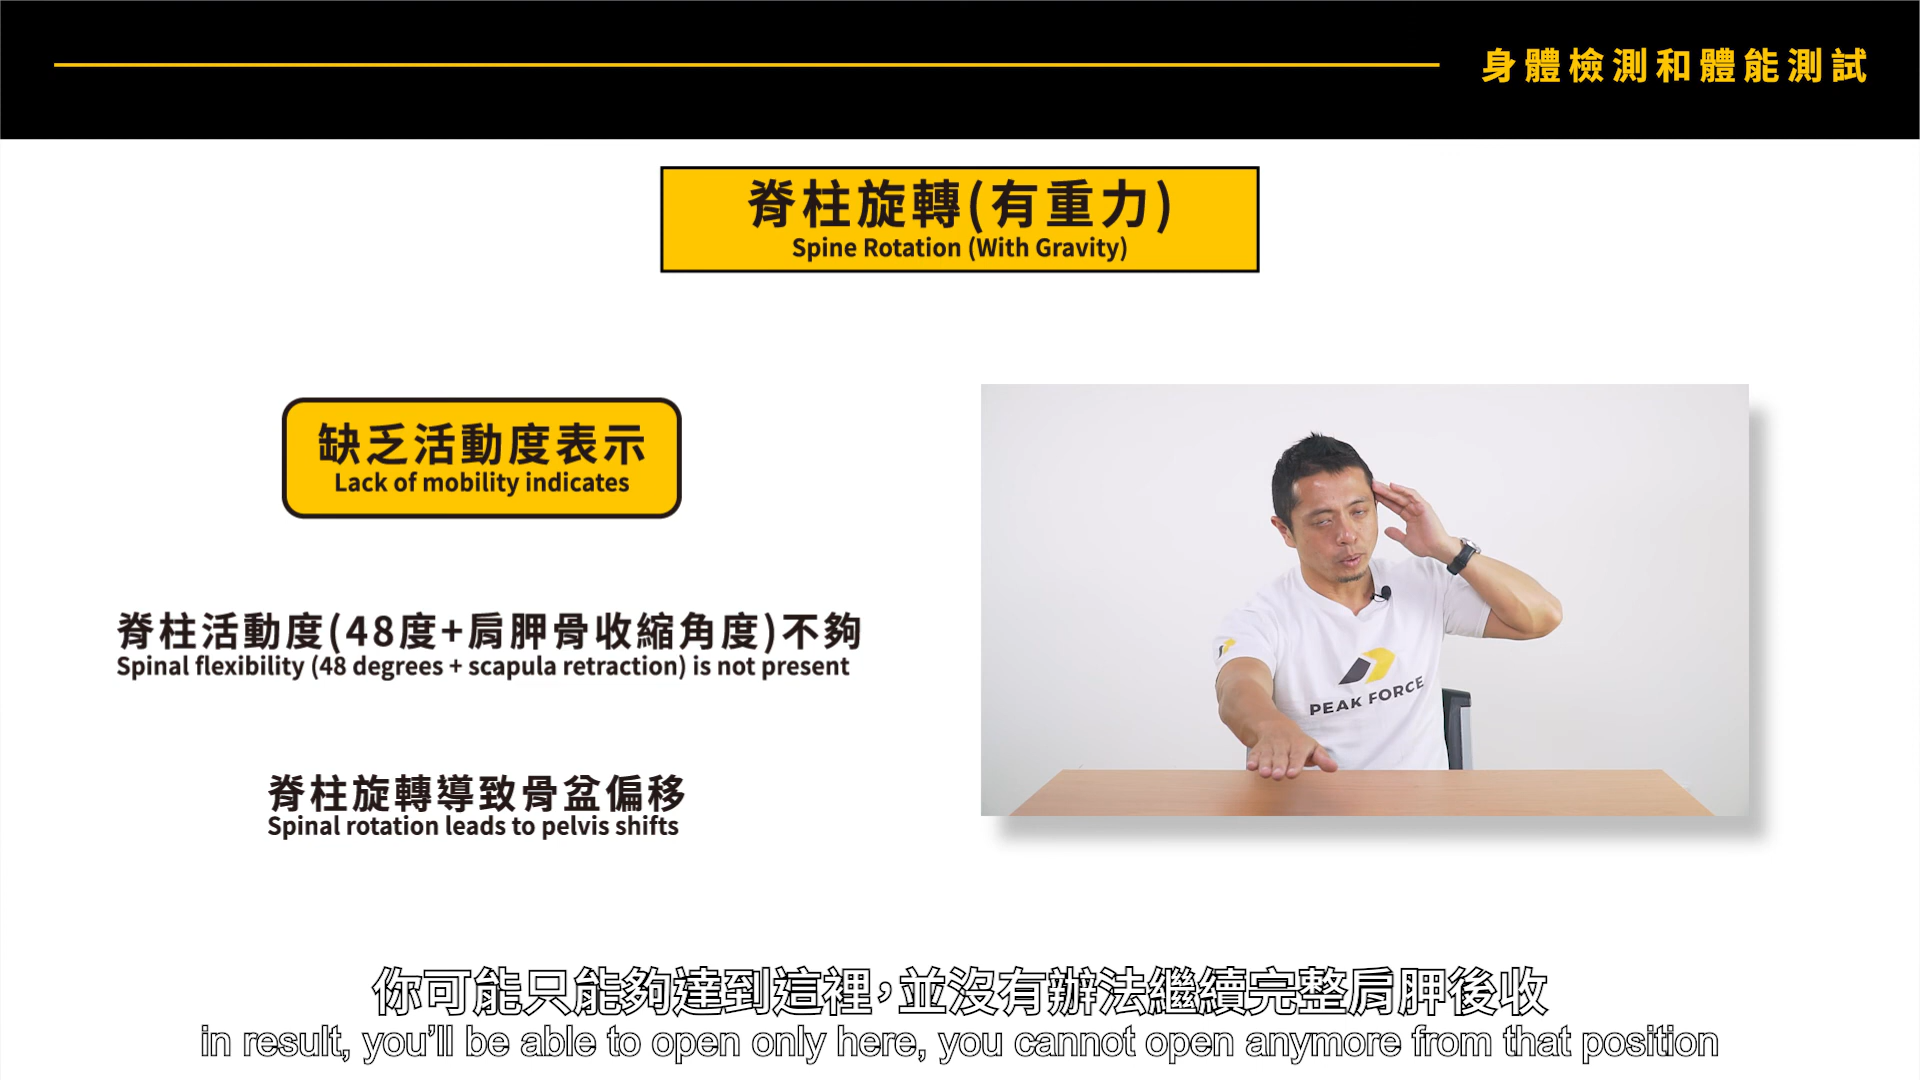 身體檢測和體能測試
脊柱旋轉(有重力)
Spine Rotation (With Gravity)
缺乏活動度表示
Lack of mobility indicates
脊柱活動度(48度+肩胛骨收縮角度)不夠
Spinal flexibility (48 degrees + scapula retraction) is not present
脊柱旋轉導致骨盆偏移
Spinal rotation leads to pelvis shifts
PEAK FORCE
你可能只能夠達到這裡，並沒有辦法繼續完整肩胛後收
in result, you’ll be able to open only here, you cannot open anymore from that position